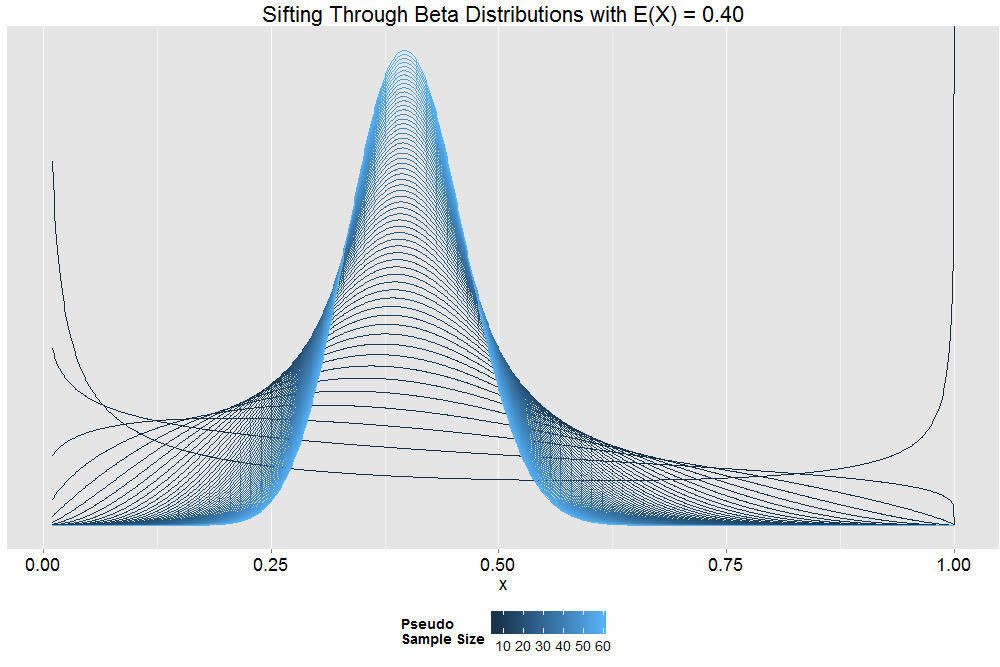 Sifting Through Beta Distributions with E(X) = 0.40
0.00 0.25 0.50 0.75 1.00
x
Pseudo
Sample Size
10 20 30 40 50 60